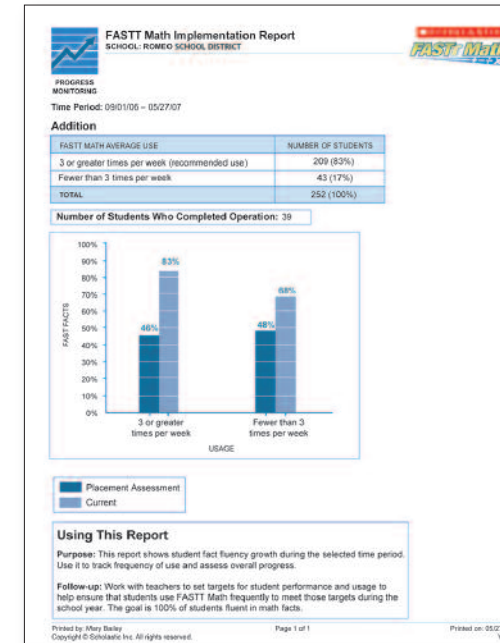 FASTT Math Implementation Report
SCHOOL: ROMEO SCHOOL DISTRICT
FASTT Math
PROGRESS
MONITORING
Time Period: 09/01/06 – 05/27/07
Addition
FASTT MATH AVERAGE USE NUMBER OF STUDENTS
3 or greater times per week (recommended use) 209 (83%)
Fewer than 3 times per week 43 (17%)
TOTAL 252 (100%)
Number of Students Who Completed Operation: 39
100%
90%
80%
70%
60%
50%
40%
30%
20%
10%
0%
FAST FACTS
46%
83%
48%
68%
3 or greater
times per week
Fewer than 3
times per week
USAGE
Placement Assessment
Current
Using This Report
Purpose: This report shows student fact fluency growth during the selected time period.
Use it to track frequency of use and assess overall progress.
Follow-up: Work with teachers to set targets for student performance and usage to
help ensure that students use FASTT Math frequently to meet those targets during the
school year. The goal is 100% of students fluent in math facts.
Printed by: Mary Bailey Page 1 of 1 Printed on: 05/2
Copyright © Scholastic Inc. All rights reserved.